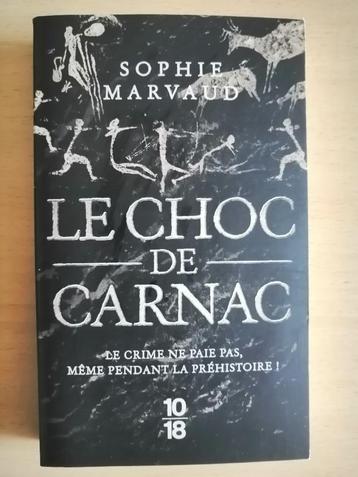 SOPHIE
MARVAUD
LE CHOC
DE
CARNAC
LE CRIME NE PAIE PAS,
MÊME PENDANT LA PRÉHISTOIRE !
10
18